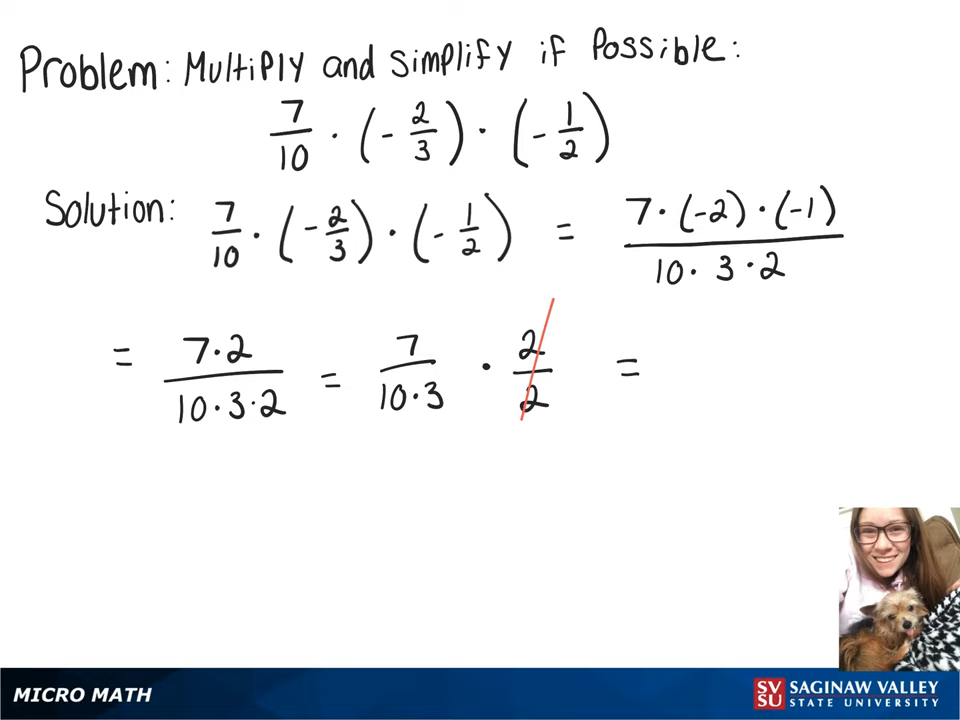 Problem: Multiply and simplify if Possible:
7/10 · (- 2/3) · (- 1/2)
Solution: 7/10 · (- 2/3) · (- 1/2) = 7 · (-2) · (-1) / 10 · 3 · 2
= 7 · 2 / 10 · 3 · 2 = 7 / 10 · 3 · 2/2 =
MICRO MATH
SVSU SAGINAW VALLEY
STATE UNIVERSITY